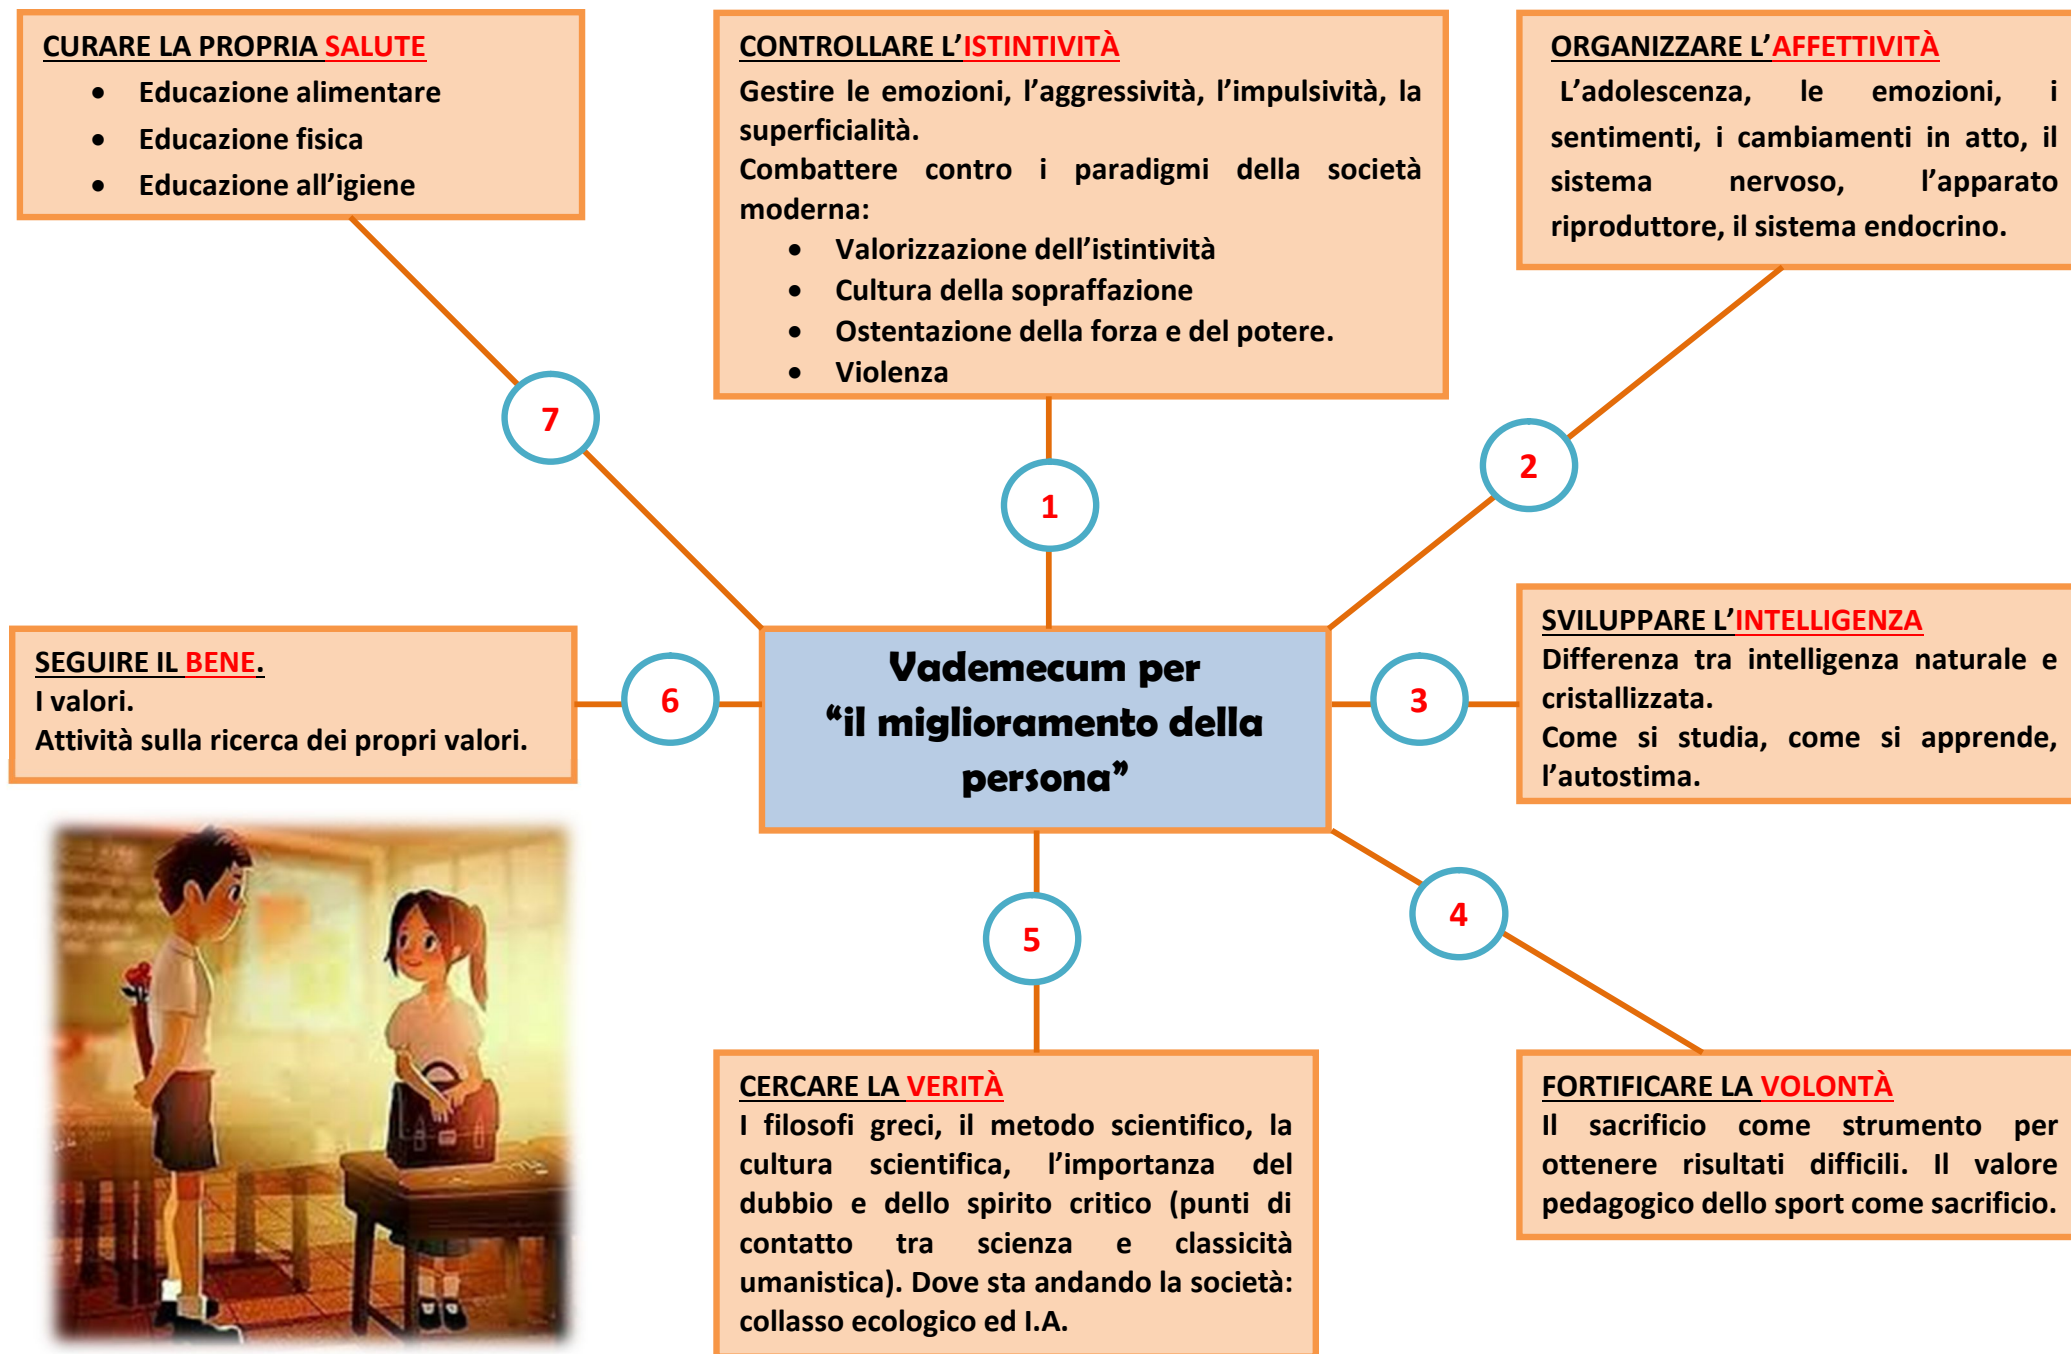 CURARE LA PROPRIA SALUTE
• Educazione alimentare
• Educazione fisica
• Educazione all’igiene
CONTROLLARE L’ISTINTIVITÀ
Gestire le emozioni, l’aggressività, l’impulsività, la
superficialità.
Combattere contro i paradigmi della società
moderna:
• Valorizzazione dell’istintività
• Cultura della sopraffazione
• Ostentazione della forza e del potere.
• Violenza
ORGANIZZARE L’AFFETTIVITÀ
L’adolescenza, le emozioni, i
sentimenti, i cambiamenti in atto, il
sistema nervoso, l’apparato
riproduttore, il sistema endocrino.
7
1
2
SEGUIRE IL BENE.
I valori.
Attività sulla ricerca dei propri valori.
6
Vademecum per
“il miglioramento della
persona”
3
SVILUPPARE L’INTELLIGENZA
Differenza tra intelligenza naturale e
cristallizzata.
Come si studia, come si apprende,
l’autostima.
5
4
CERCARE LA VERITÀ
I filosofi greci, il metodo scientifico, la
cultura scientifica, l’importanza del
dubbio e dello spirito critico (punti di
contatto tra scienza e classicità
umanistica). Dove sta andando la società:
collasso ecologico ed I.A.
FORTIFICARE LA VOLONTÀ
Il sacrificio come strumento per
ottenere risultati difficili. Il valore
pedagogico dello sport come sacrificio.